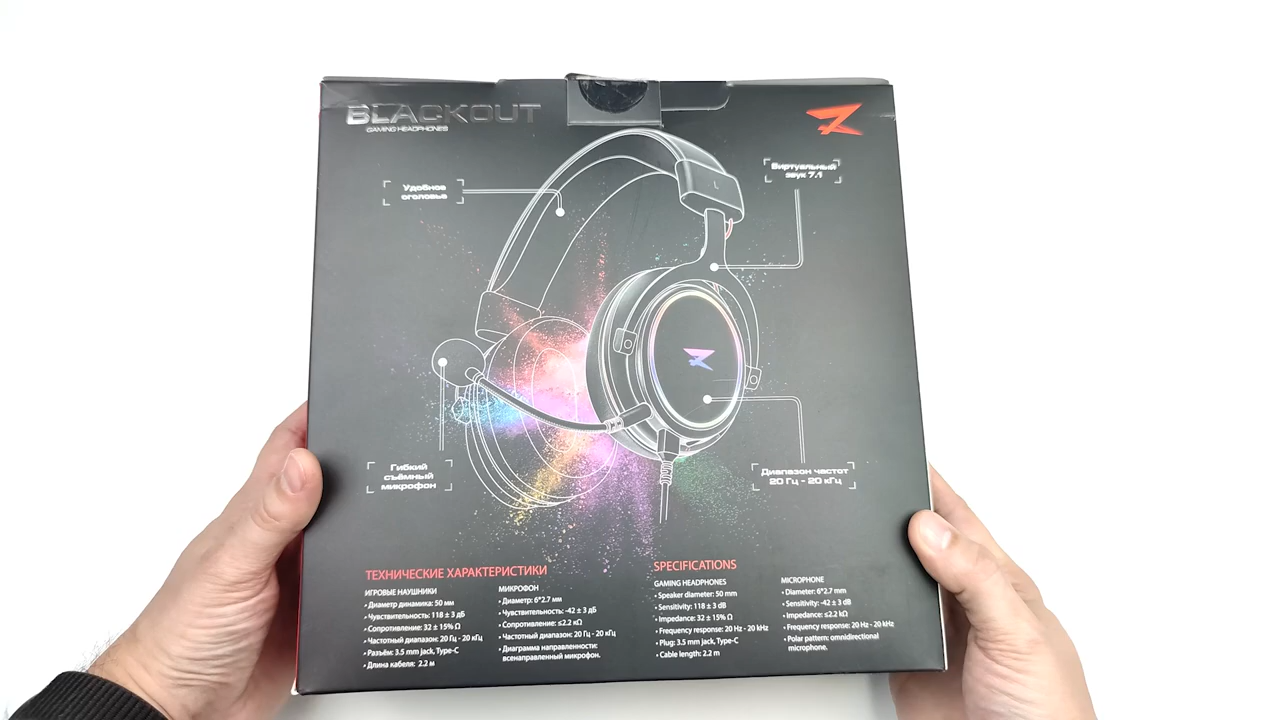 BLACKOUT
GAMING HEADPHONES
Удобное
оголовье
Виртуальный
звук 7.1
L
Гибкий
съёмный
микрофон
Диапазон частот
20 Гц - 20 кГц
ТЕХНИЧЕСКИЕ ХАРАКТЕРИСТИКИ
ИГРОВЫЕ НАУШНИКИ
• Диаметр динамика: 50 мм
• Чувствительность: 118 ± 3 дБ
• Сопротивление: 32 ± 15% Ω
• Частотный диапазон: 20 Гц - 20 кГц
• Разъём: 3.5 mm jack, Type-C
• Длина кабеля: 2.2 м
МИКРОФОН
• Диаметр: 6*2.7 мм
• Чувствительность: -42 ± 3 дБ
• Сопротивление: ≤2.2 кΩ
• Частотный диапазон: 20 Гц - 20 кГц
• Диаграмма направленности:
всенаправленный микрофон.
SPECIFICATIONS
GAMING HEADPHONES
• Speaker diameter: 50 mm
• Sensitivity: 118 ± 3 dB
• Impedance: 32 ± 15% Ω
• Frequency response: 20 Hz - 20 kHz
• Plug: 3.5 mm jack, Type-C
• Cable length: 2.2 m
MICROPHONE
• Diameter: 6*2.7 mm
• Sensitivity: -42 ± 3 dB
• Impedance: ≤2.2 kΩ
• Frequency response: 20 Hz - 20 kHz
• Polar pattern: omnidirectional
microphone.